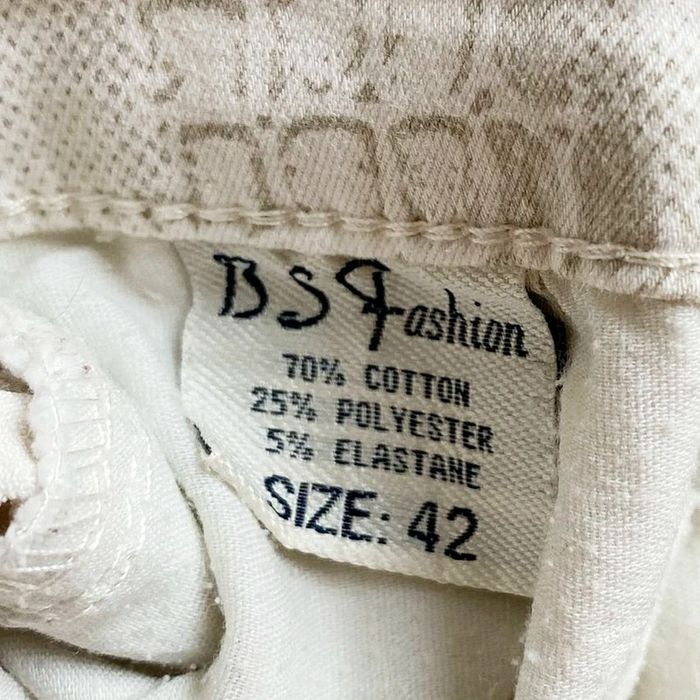 BS Fashion
70% COTTON
25% POLYESTER
5% ELASTANE
SIZE: 42